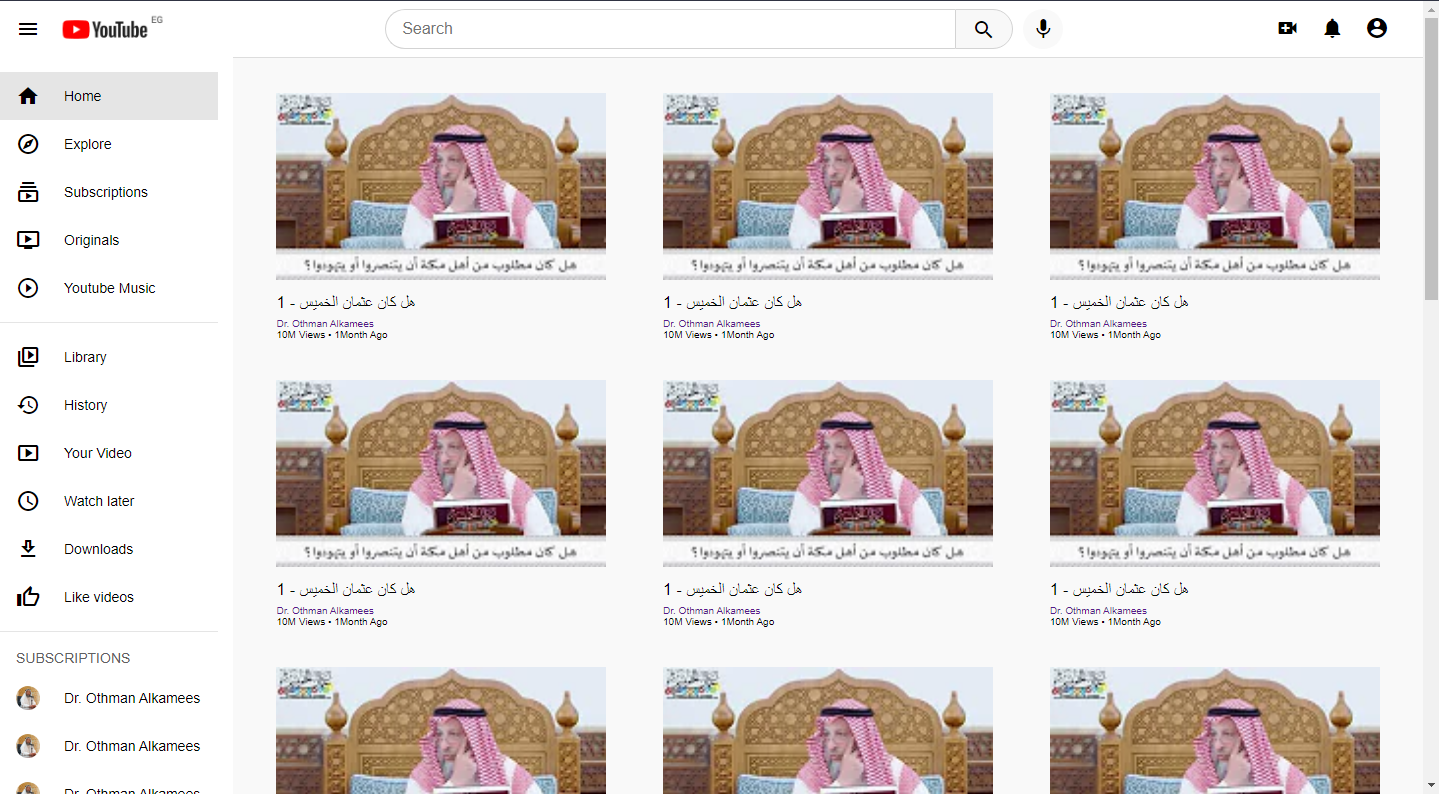 YouTube EG
Search
Home
Explore
Subscriptions
Originals
Youtube Music
Library
History
Your Video
Watch later
Downloads
Like videos
SUBSCRIPTIONS
Dr. Othman Alkamees
Dr. Othman Alkamees
Dr. Othman Alkamees
هل كان مطلوب من أهل مكة أن يتنصروا أو يتهودوا ؟
هل كان مطلوب من أهل مكة أن يتنصروا أو يتهودوا ؟
هل كان مطلوب من أهل مكة أن يتنصروا أو يتهودوا ؟
هل كان عثمان الخميس - 1
هل كان عثمان الخميس - 1
هل كان عثمان الخميس - 1
Dr. Othman Alkamees
Dr. Othman Alkamees
Dr. Othman Alkamees
10M Views • 1Month Ago
10M Views • 1Month Ago
10M Views • 1Month Ago
هل كان مطلوب من أهل مكة أن يتنصروا أو يتهودوا ؟
هل كان مطلوب من أهل مكة أن يتنصروا أو يتهودوا ؟
هل كان مطلوب من أهل مكة أن يتنصروا أو يتهودوا ؟
هل كان عثمان الخميس - 1
هل كان عثمان الخميس - 1
هل كان عثمان الخميس - 1
Dr. Othman Alkamees
Dr. Othman Alkamees
Dr. Othman Alkamees
10M Views • 1Month Ago
10M Views • 1Month Ago
10M Views • 1Month Ago